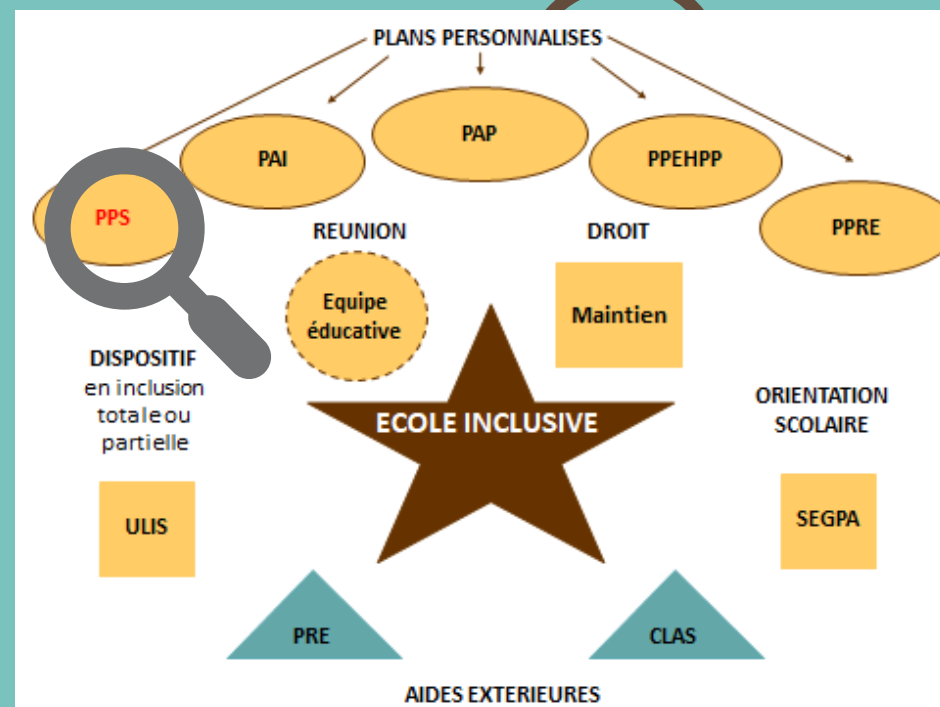 PLANS PERSONNALISES
PAP
PAI
PPEHPP
PPS
PPRE
REUNION
DROIT
Equipe
éducative
Maintien
DISPOSITIF
en inclusion
totale ou
partielle
ECOLE INCLUSIVE
ORIENTATION
SCOLAIRE
ULIS
SEGPA
PRE
CLAS
AIDES EXTERIEURES